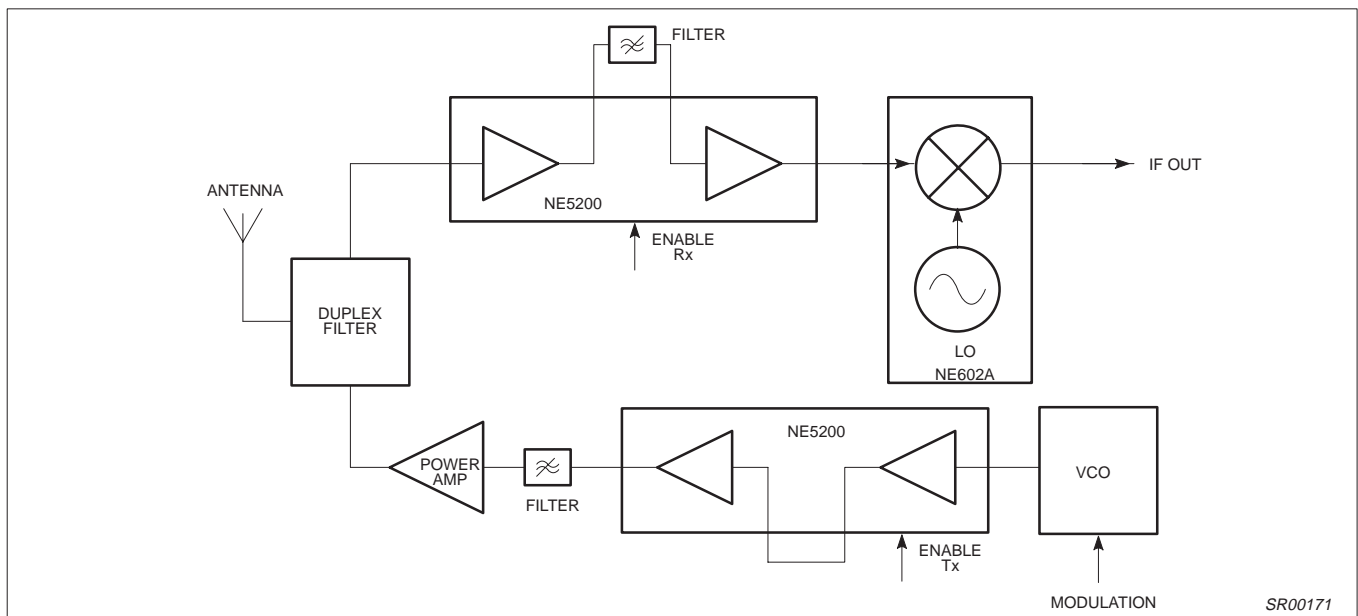 FILTER
ANTENNA
NE5200
ENABLE
Rx
IF OUT
LO
NE602A
DUPLEX
FILTER
POWER
AMP
FILTER
NE5200
ENABLE
Tx
VCO
MODULATION
SR00171